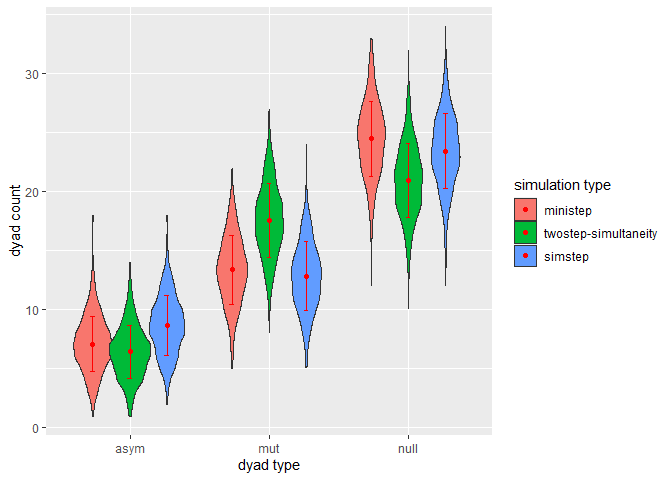 30
20
10
0
dyad count
asym
mut
null
dyad type
simulation type
ministep
twostep-simultaneity
simstep